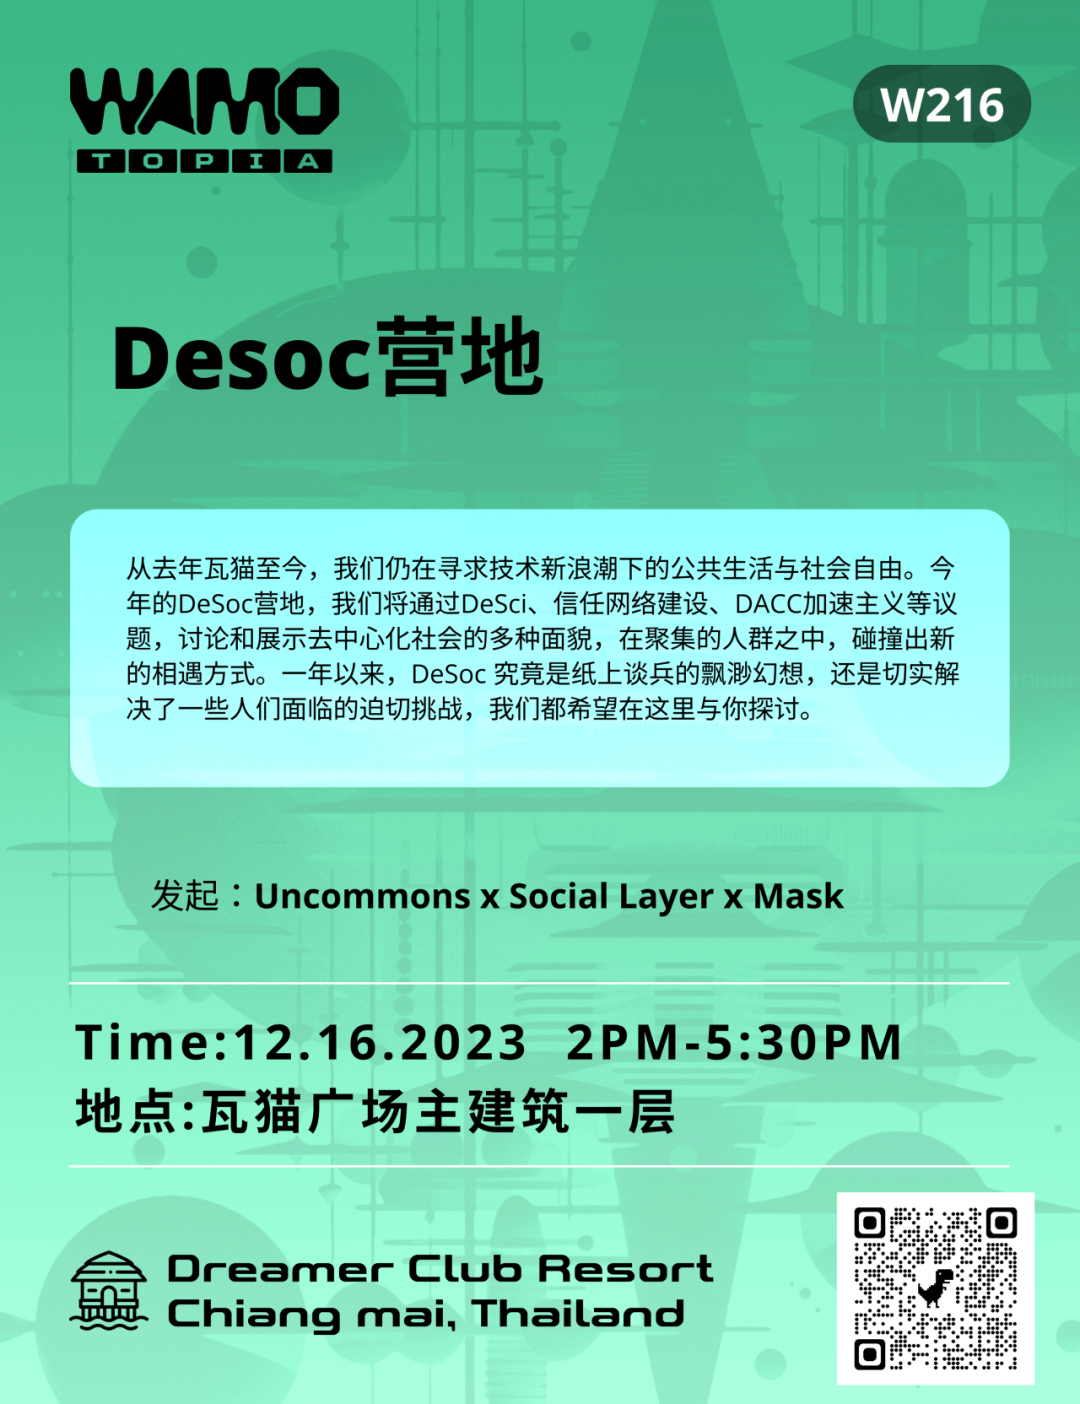 WAMO
TOPIA
W216
Desoc营地
从去年瓦猫至今，我们仍在寻求技术新浪潮下的公共生活与社会自由。今
年的DeSoc营地，我们将通过DeSci、信任网络建设、DACC加速主义等议
题，讨论和展示去中心化社会的多种面貌，在聚集的人群之中，碰撞出新
的相遇方式。一年以来，DeSoc 究竟是纸上谈兵的飘渺幻想，还是切实解
决了一些人们面临的迫切挑战，我们都希望在这里与你探讨。
发起：Uncommons x Social Layer x Mask
Time:12.16.2023  2PM-5:30PM
地点:瓦猫广场主建筑一层
Dreamer Club Resort
Chiang mai, Thailand